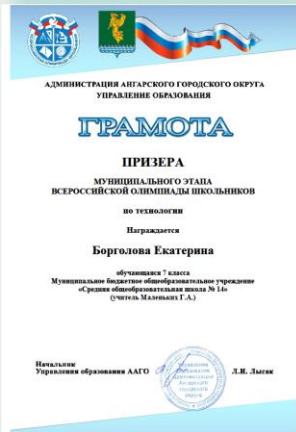 АДМИНИСТРАЦИЯ АНГАРСКОГО ГОРОДСКОГО ОКРУГА
УПРАВЛЕНИЕ ОБРАЗОВАНИЯ
ГРАМОТА
ПРИЗЕРА
МУНИЦИПАЛЬНОГО ЭТАПА
ВСЕРОССИЙСКОЙ ОЛИМПИАДЫ ШКОЛЬНИКОВ
по технологии
Награждается
Борголова Екатерина
обучающаяся 7 класса
Муниципальное бюджетное общеобразовательное учреждение
«Средняя общеобразовательная школа № 14»
(учитель Маленьких Г.А.)
Начальник
Управления образования ААГО
Л.И. Лысак